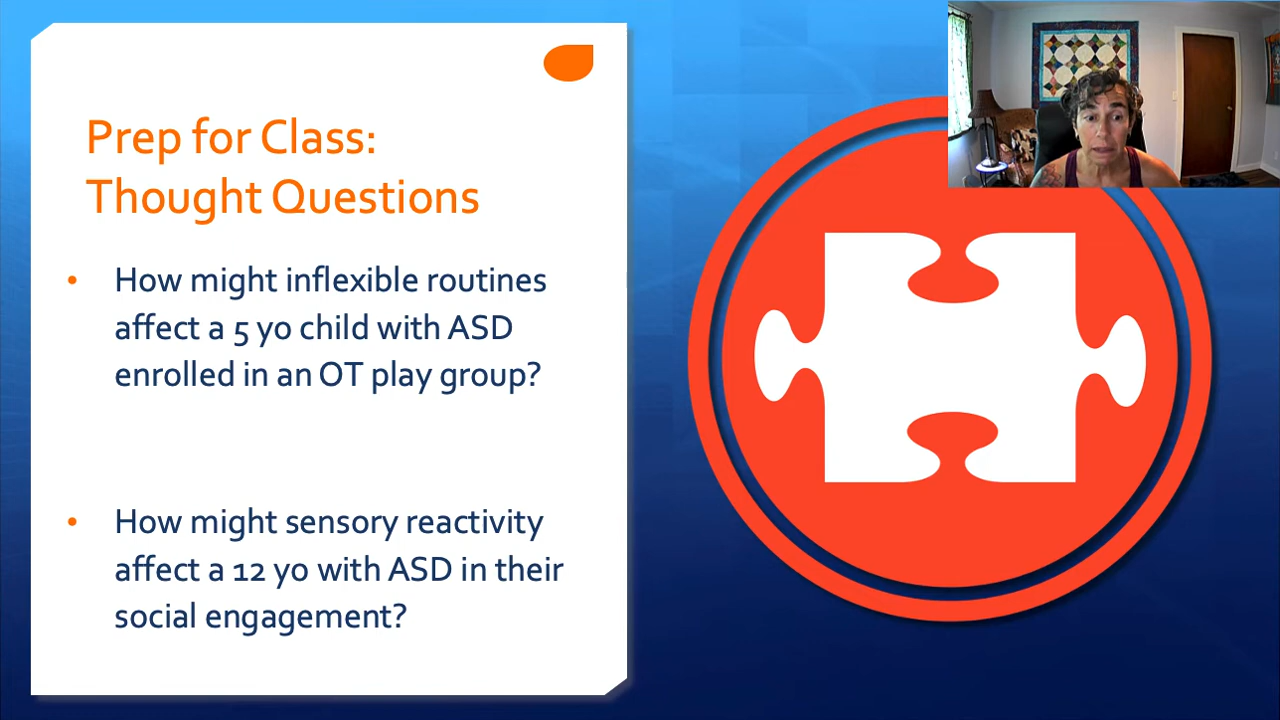 Prep for Class:
Thought Questions
• How might inflexible routines
affect a 5 yo child with ASD
enrolled in an OT play group?
• How might sensory reactivity
affect a 12 yo with ASD in their
social engagement?